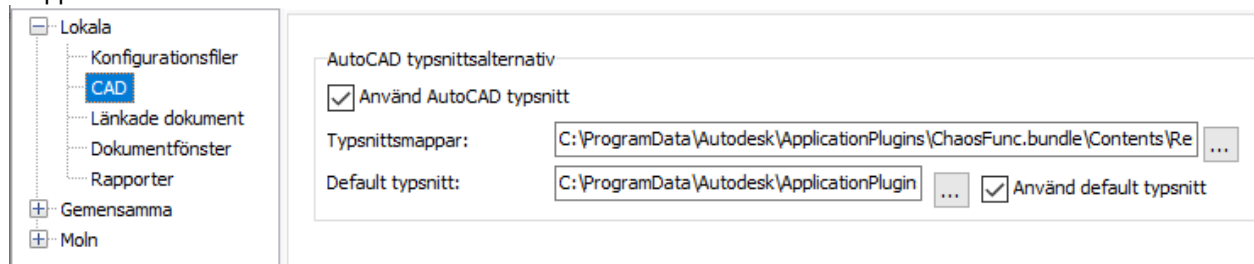 Lokala
Konfigurationsfiler
CAD
Länkade dokument
Dokumentfönster
Rapporter
Gemensamma
Moln
AutoCAD typsnittsalternativ
Använd AutoCAD typsnitt
Typsnittsmappar: C:\ProgramData\Autodesk\ApplicationPlugins\ChaosFunc.bundle\Contents\Re ...
Default typsnitt: C:\ProgramData\Autodesk\ApplicationPlugin ... Använd default typsnitt